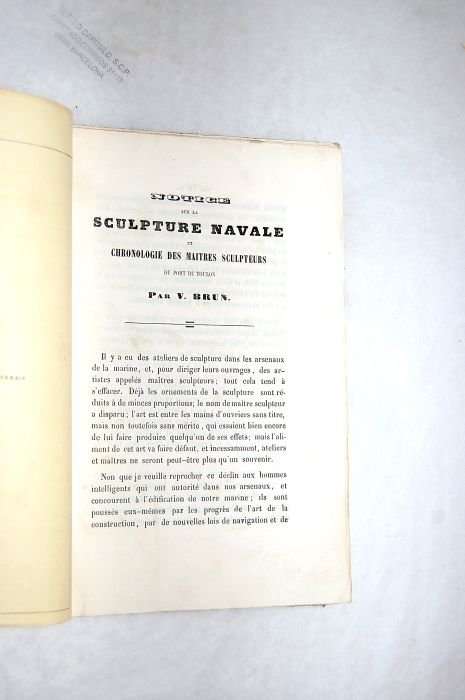 CAPÍTULO, S.C.P.
BARCELONA
NOTICE
SUR LA
SCULPTURE NAVALE
ET
CHRONOLOGIE DES MAITRES SCULPTEURS
DU PORT DE TOULON
PAR V. BRUN.
Il y a eu des ateliers de sculpture dans les arsenaux
de la marine, et, pour diriger leurs ouvrages, des ar-
tistes appelés maîtres sculpteurs; tout cela tend à
s'effacer. Déjà les ornements de la sculpture sont ré-
duits à de minces proportions; le nom de maître sculpteur
a disparu; l'art est entre les mains d'ouvriers sans titre,
mais non toutefois sans mérite, qui essaient bien encore
de lui faire produire quelqu'un de ses effets; mais l'ali-
ment de cet art va faire défaut, et incessamment, ateliers
et maîtres ne seront peut-être plus qu'un souvenir.
Non que je veuille reprocher ce déclin aux hommes
intelligents qui ont autorité dans nos arsenaux, et
concourent à l'édification de notre marine; ils sont
poussés eux-mêmes par les progrès de l'art de la
construction, par de nouvelles lois de navigation et de